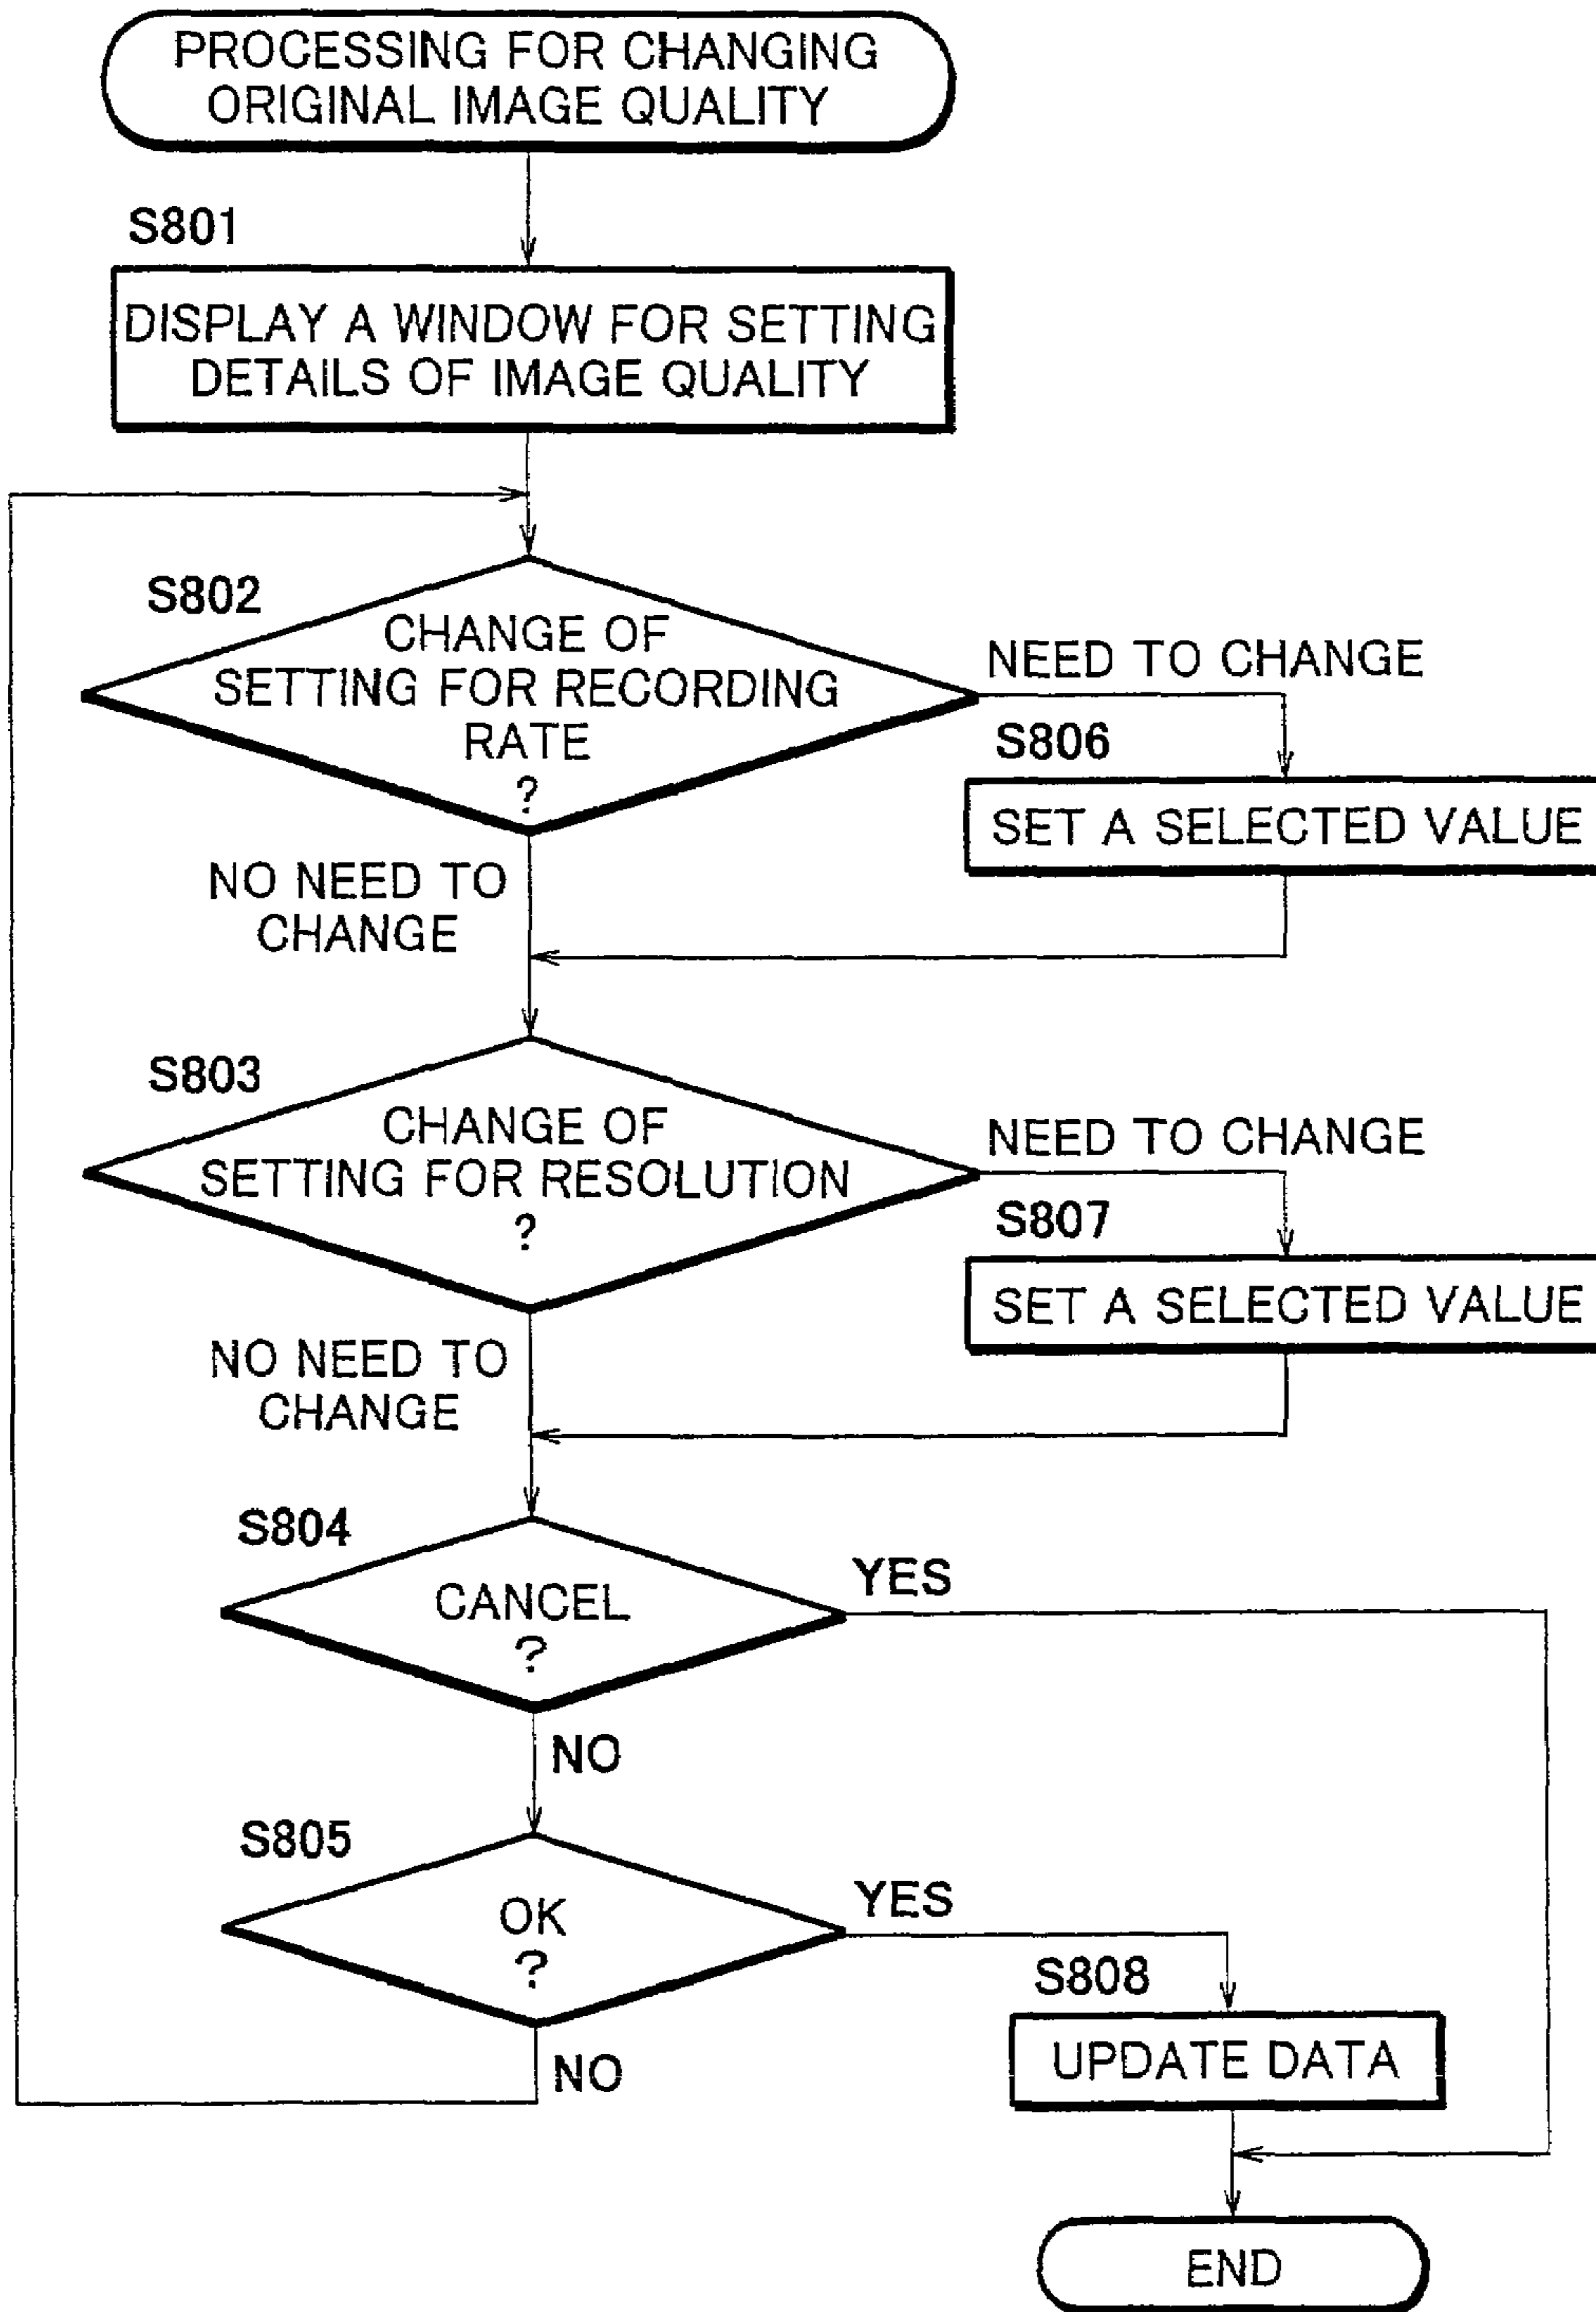 PROCESSING FOR CHANGING
ORIGINAL IMAGE QUALITY
S801
DISPLAY A WINDOW FOR SETTING
DETAILS OF IMAGE QUALITY
S802
CHANGE OF
SETTING FOR RECORDING
RATE
?
NEED TO CHANGE
S806
SET A SELECTED VALUE
NO NEED TO
CHANGE
S803
CHANGE OF
SETTING FOR RESOLUTION
?
NEED TO CHANGE
S807
SET A SELECTED VALUE
NO NEED TO
CHANGE
S804
CANCEL
?
YES
NO
S805
OK
?
YES
S808
UPDATE DATA
NO
END